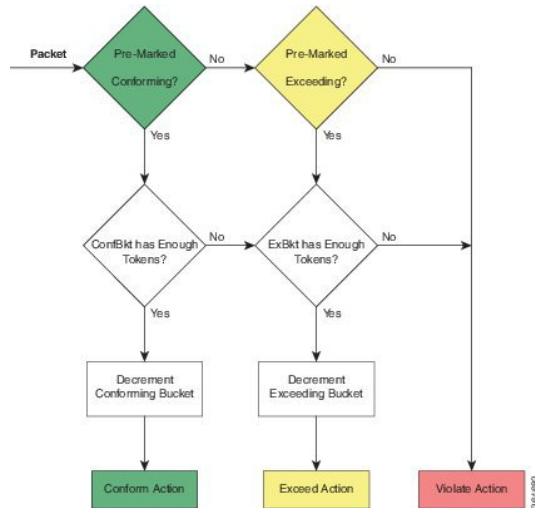 Packet
Pre-Marked
Conforming?
No
Pre-Marked
Exceeding?
No
Yes
Yes
ConfBkt has Enough
Tokens?
No
ExBkt has Enough
Tokens?
No
Yes
Yes
Decrement
Conforming Bucket
Decrement
Exceeding Bucket
Conform Action
Exceed Action
Violate Action